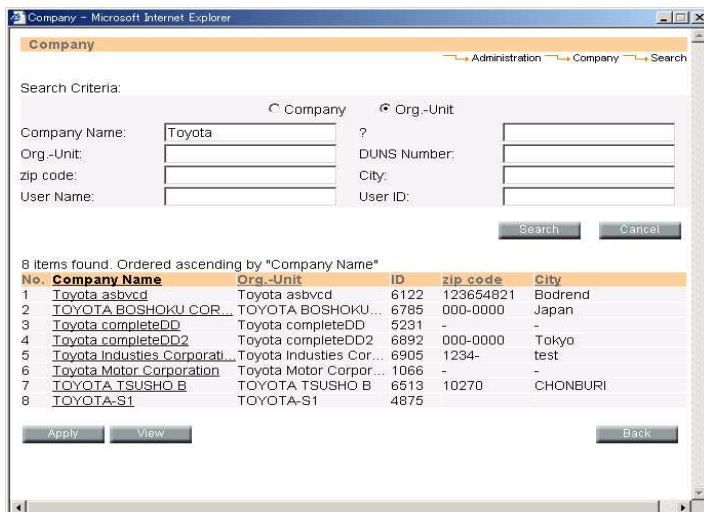 Company - Microsoft Internet Explorer
Company
Administration Company Search
Search Criteria:
Company Org.-Unit
Company Name: Toyota ?
Org.-Unit: DUNS Number:
zip code: City:
User Name: User ID:
Search Cancel
8 items found. Ordered ascending by "Company Name"
No. Company Name Org.-Unit ID zip code City
1 Toyota asbvcd Toyota asbvcd 6122 123654821 Bodrend
2 TOYOTA BOSHOKU COR... TOYOTA BOSHOKU... 6785 000-0000 Japan
3 Toyota completeDD Toyota completeDD 5231 - -
4 Toyota completeDD2 Toyota completeDD2 6892 000-0000 Tokyo
5 Toyota Industies Corporati... Toyota Industies Cor... 6905 1234- test
6 Toyota Motor Corporation Toyota Motor Corpor... 1066 - -
7 TOYOTA TSUSHO B TOYOTA TSUSHO B 6513 10270 CHONBURI
8 TOYOTA-S1 TOYOTA-S1 4875
Apply View Back